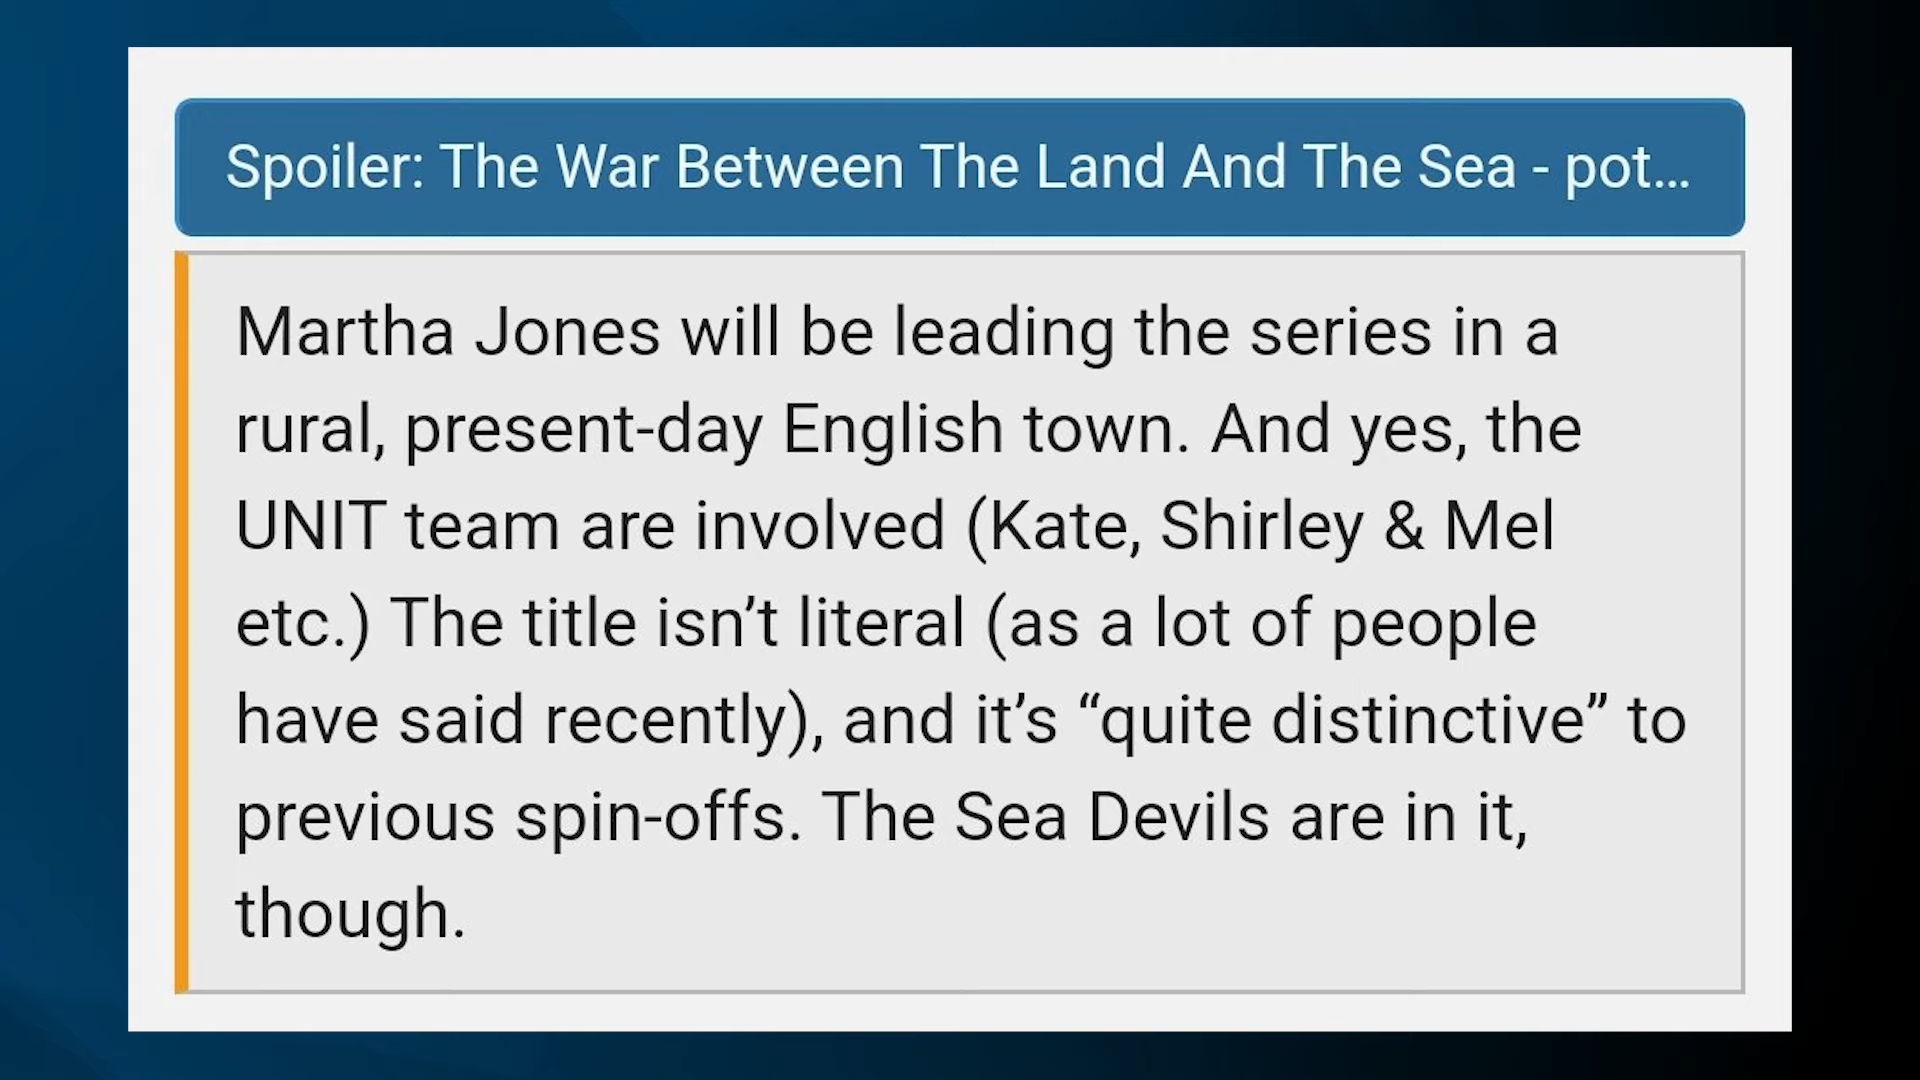 Spoiler: The War Between The Land And The Sea - pot...
Martha Jones will be leading the series in a
rural, present-day English town. And yes, the
UNIT team are involved (Kate, Shirley & Mel
etc.) The title isn’t literal (as a lot of people
have said recently), and it’s “quite distinctive” to
previous spin-offs. The Sea Devils are in it,
though.